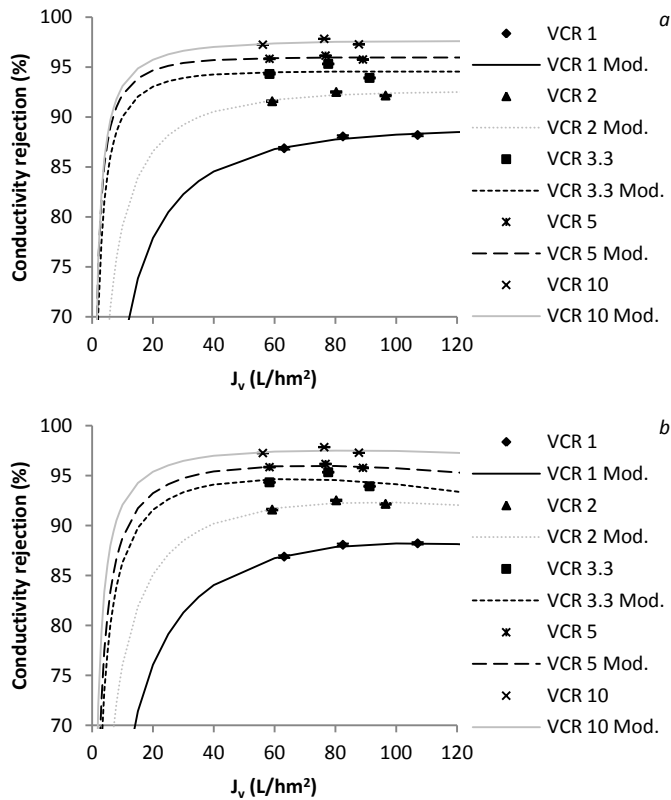 a
100
95
90
85
80
75
70
Conductivity rejection (%)
0 20 40 60 80 100 120
Jv (L/hm²)
VCR 1
VCR 1 Mod.
VCR 2
VCR 2 Mod.
VCR 3.3
VCR 3.3 Mod.
VCR 5
VCR 5 Mod.
VCR 10
VCR 10 Mod.
b
100
95
90
85
80
75
70
Conductivity rejection (%)
0 20 40 60 80 100 120
Jv (L/hm²)
VCR 1
VCR 1 Mod.
VCR 2
VCR 2 Mod.
VCR 3.3
VCR 3.3 Mod.
VCR 5
VCR 5 Mod.
VCR 10
VCR 10 Mod.